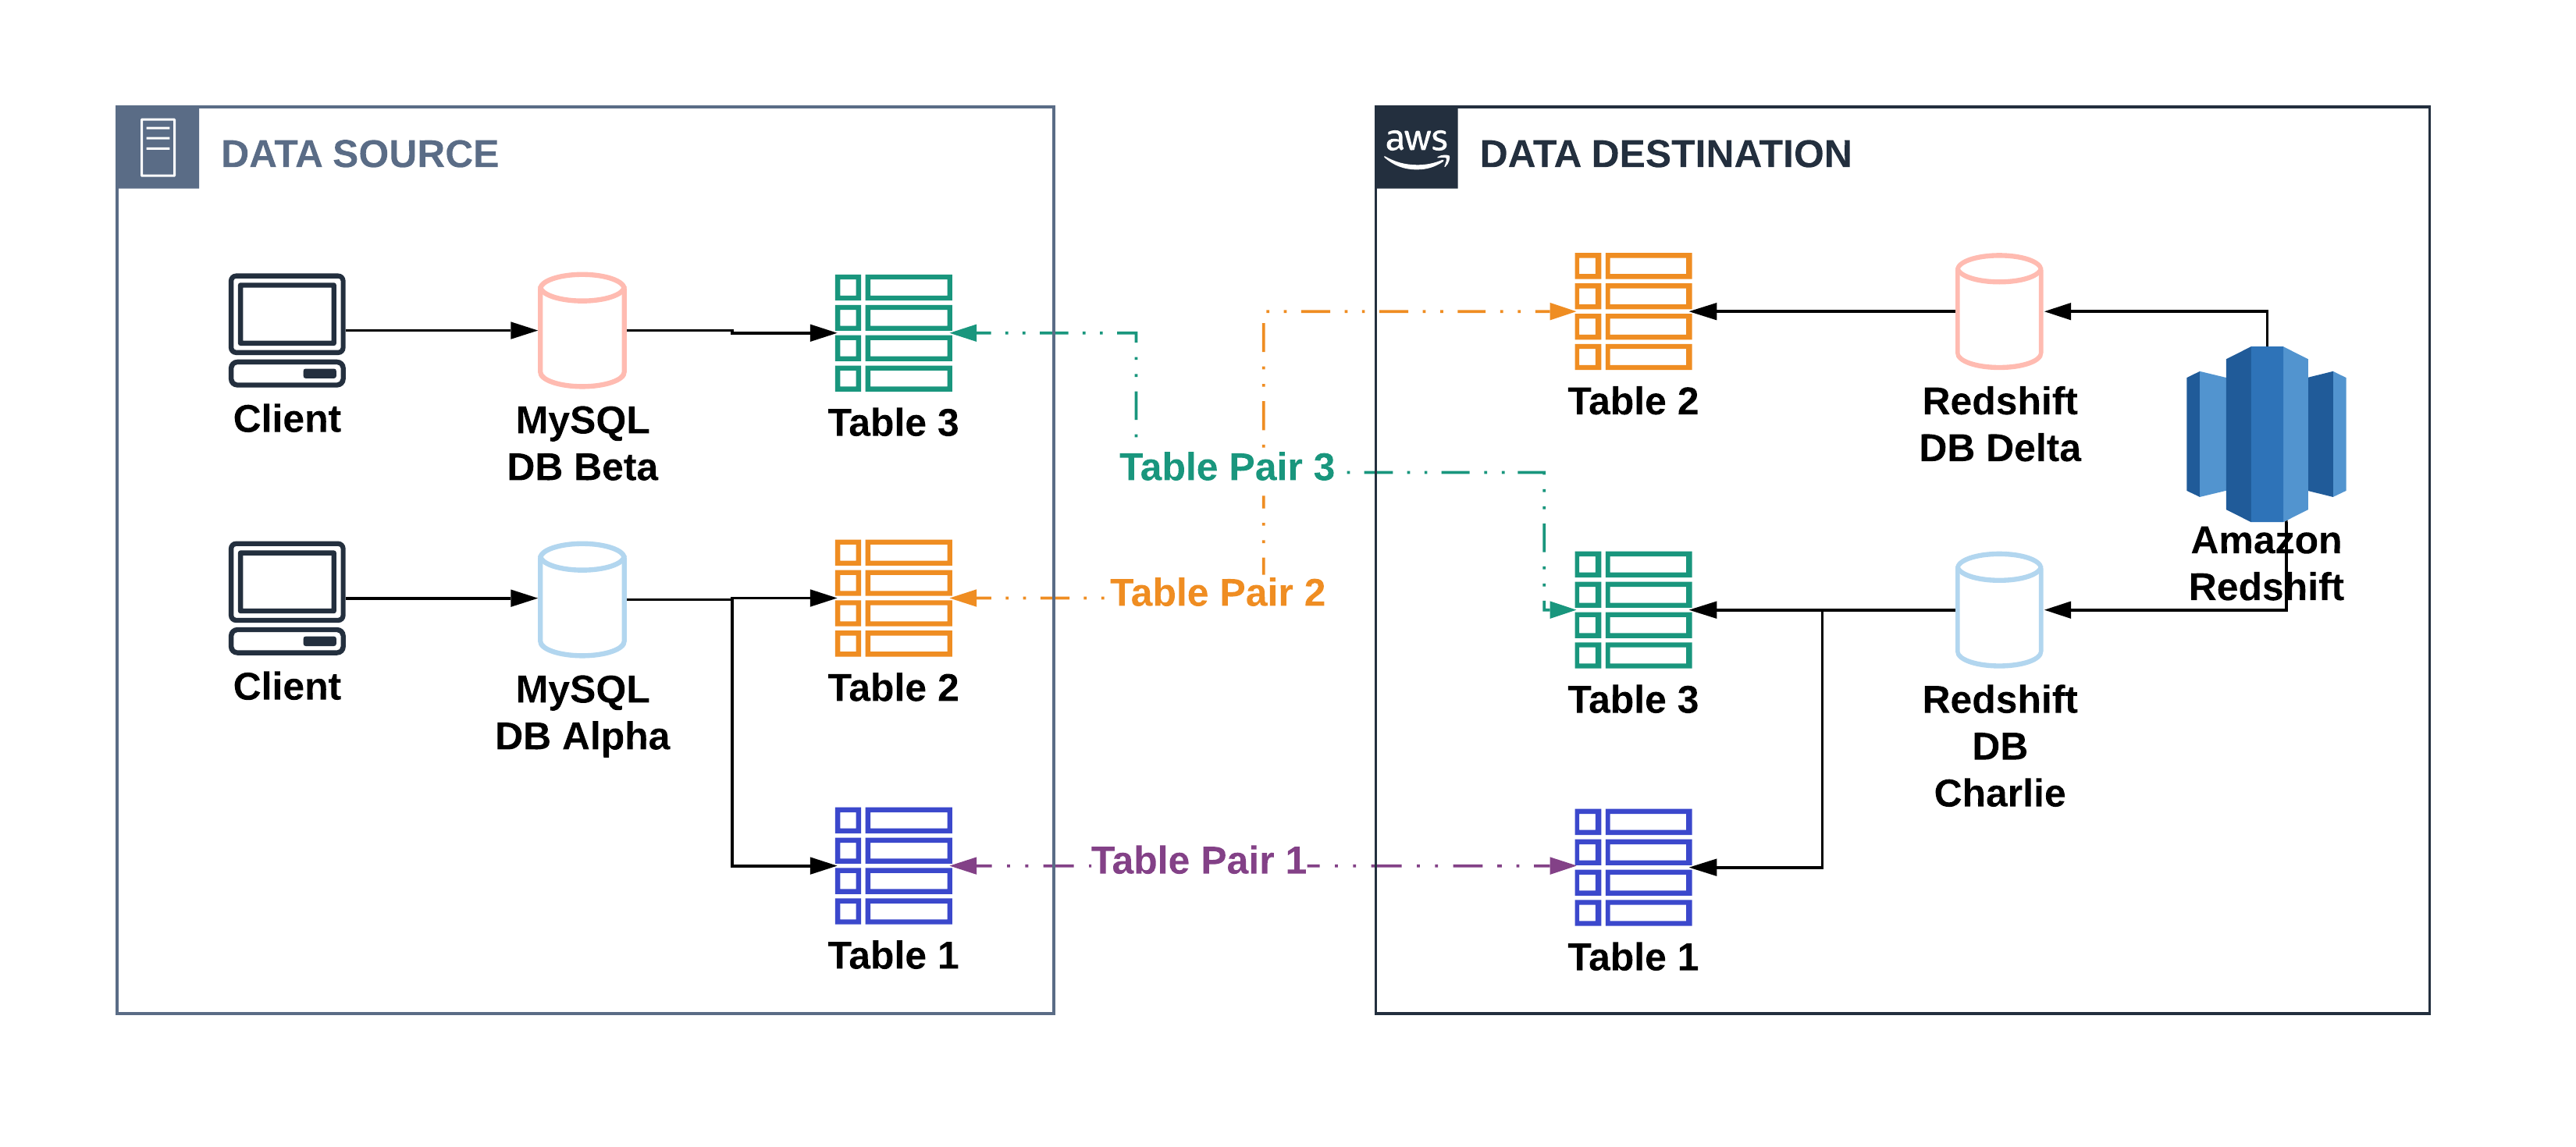 DATA SOURCE
Client
MySQL
DB Beta
Table 3
Client
MySQL
DB Alpha
Table 2
Table 1
Table Pair 3
Table Pair 2
Table Pair 1
aws
DATA DESTINATION
Table 2
Redshift
DB Delta
Amazon
Redshift
Table 3
Redshift
DB
Charlie
Table 1